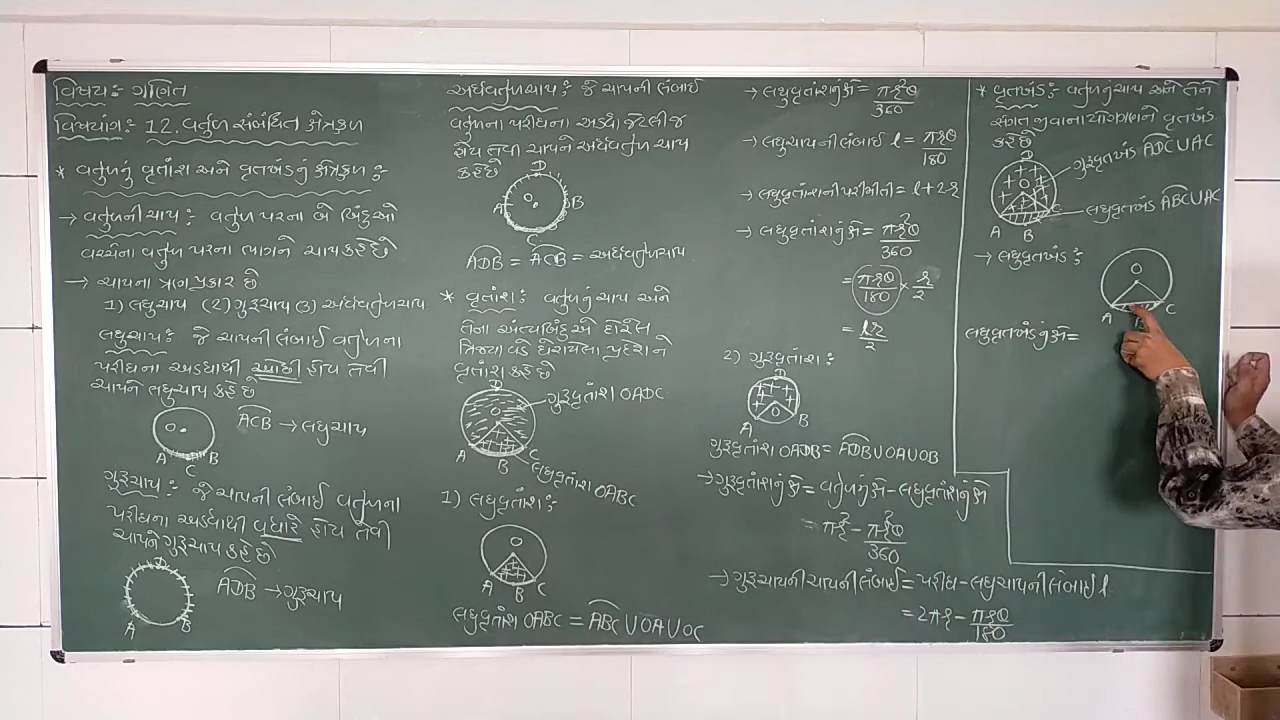 વિષય: ગણિત
વિષયાંગ: 12. વર્તુળ સંબંધિત ક્ષેત્રફળ
* વર્તુળનું વૃતાંશ અને વૃતખંડનું ક્ષેત્રફળ :-
→ વર્તુળની ચાપ : વર્તુળ પરના બે બિંદુઓ
વચ્ચેના વર્તુળ પરના ભાગને ચાપ કહે છે
→ ચાપના ત્રણ પ્રકાર છે
1) લઘુચાપ (2) ગુરૂચાપ (3) અર્ધવર્તુળચાપ
લઘુચાપ : જે ચાપની લંબાઈ વર્તુળના
પરીઘના અડધાથી ઓછી હોય તેવી
ચાપને લઘુચાપ કહે છે
O
A C B
ACB → લઘુચાપ
ગુરૂચાપ : જે ચાપની લંબાઈ વર્તુળના
પરીઘના અડધાથી વધારે હોય તેવી
ચાપને ગુરૂચાપ કહે છે
D
A B
ADB → ગુરૂચાપ
અર્ધવર્તુળચાપ : જે ચાપની લંબાઈ
વર્તુળના પરીઘના અડધા જેટલી જ
હોય તેવી ચાપને અર્ધવર્તુળ ચાપ
કહે છે
D
A O B
C
ADB = ACB = અર્ધવર્તુળચાપ
* વૃતાંશ : વર્તુળનું ચાપ અને
તેના અંત્યબિંદુએ દોરેલ
ત્રિજ્યા વડે ઘેરાયેલા પ્રદેશને
વૃતાંશ કહે છે
D
O
A B C
ગુરૂવૃતાંશ OADC
લઘુવૃતાંશ OABC
1) લઘુવૃતાંશ :
O
A B C
લઘુવૃતાંશ OABC = ABC ∪ OA ∪ OC
→ લઘુવૃતાંશનું ક્ષે = πr²θ/360
→ લઘુચાપની લંબાઈ l = πrθ/180
→ લઘુવૃતાંશની પરીમીતી = l + 2r
→ લઘુવૃતાંશનું ક્ષે = πr²θ/360
= πrθ/180 × r/2
= lr/2
2) ગુરૂવૃતાંશ :
D
O
A B
ગુરૂવૃતાંશ OADB = ADB ∪ OA ∪ OB
→ ગુરૂવૃતાંશનું ક્ષે = વર્તુળનું ક્ષે - લઘુવૃતાંશનું ક્ષે
= πr² - πr²θ/360
→ ગુરૂચાપની ચાપની લંબાઈ = પરીઘ - લઘુચાપની લંબાઈ l
= 2πr - πrθ/180
* વૃતખંડ : વર્તુળનું ચાપ અને તેને
સંગત જીવાના યોગગણને વૃતખંડ
કહે છે
D
O
A B C
ગુરૂવૃતખંડ ADC ∪ AC
લઘુવૃતખંડ ABC ∪ AC
→ લઘુવૃતખંડ :
O
A C
લઘુવૃતખંડનું ક્ષે =